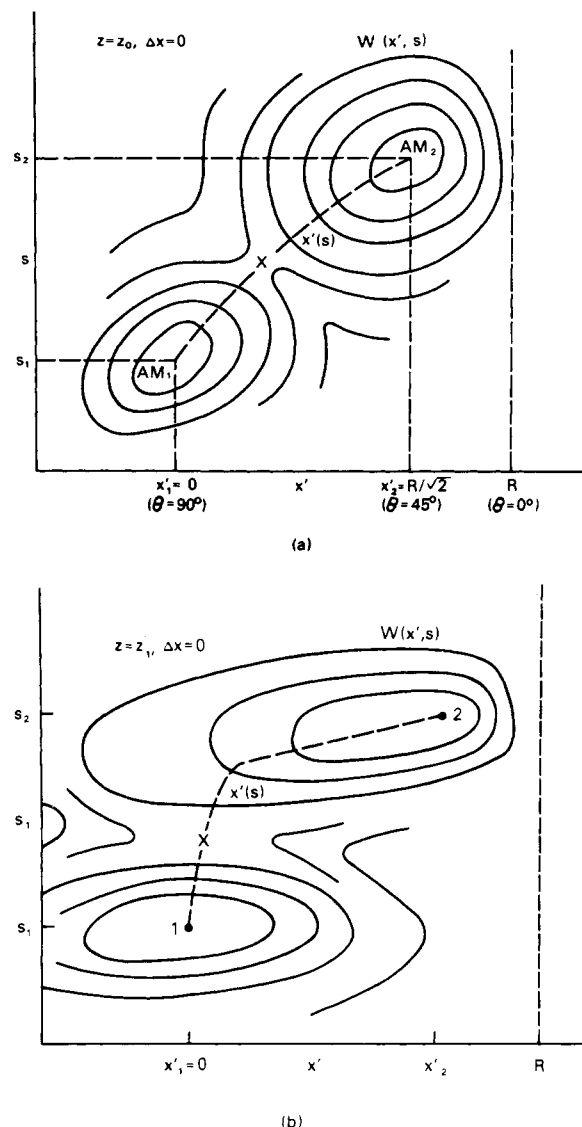 z=z₀, Δx=0
W (x', s)
AM₂
s₂
x'(s)
s
X
s₁
AM₁
x'₁= 0 x' x'₂=R/√2 R
(θ=90°) (θ=45°) (θ=0°)
(a)
z=z₁, Δx=0
W(x',s)
s₂
2
x'(s)
s₁
X
s₁
1
x'₁=0 x' x'₂ R
(b)